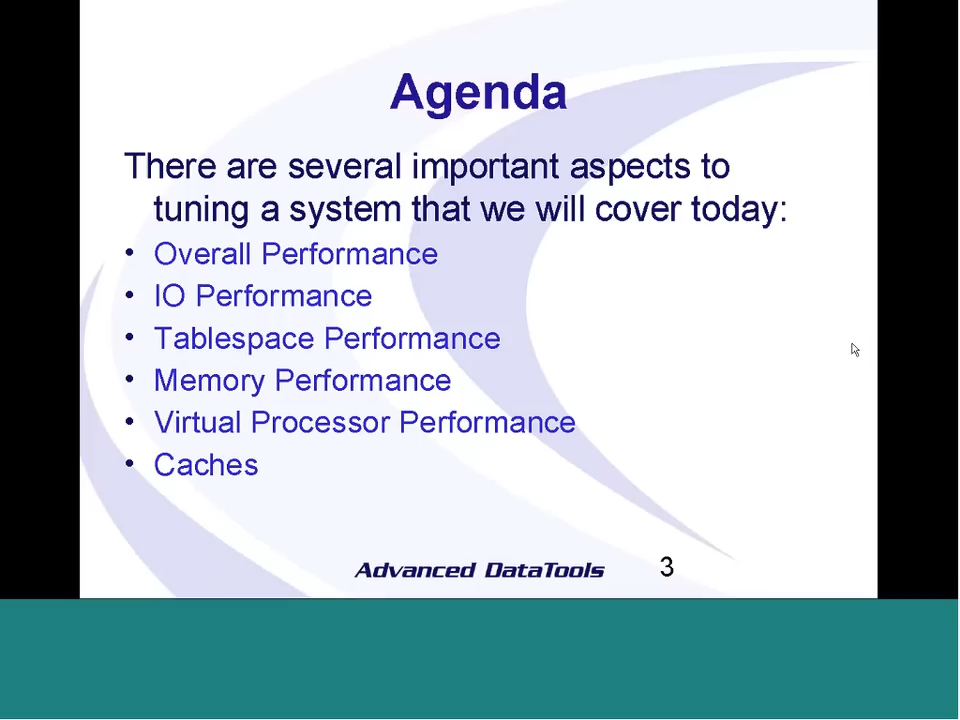 Agenda
There are several important aspects to
tuning a system that we will cover today:
• Overall Performance
• IO Performance
• Tablespace Performance
• Memory Performance
• Virtual Processor Performance
• Caches
Advanced DataTools
3